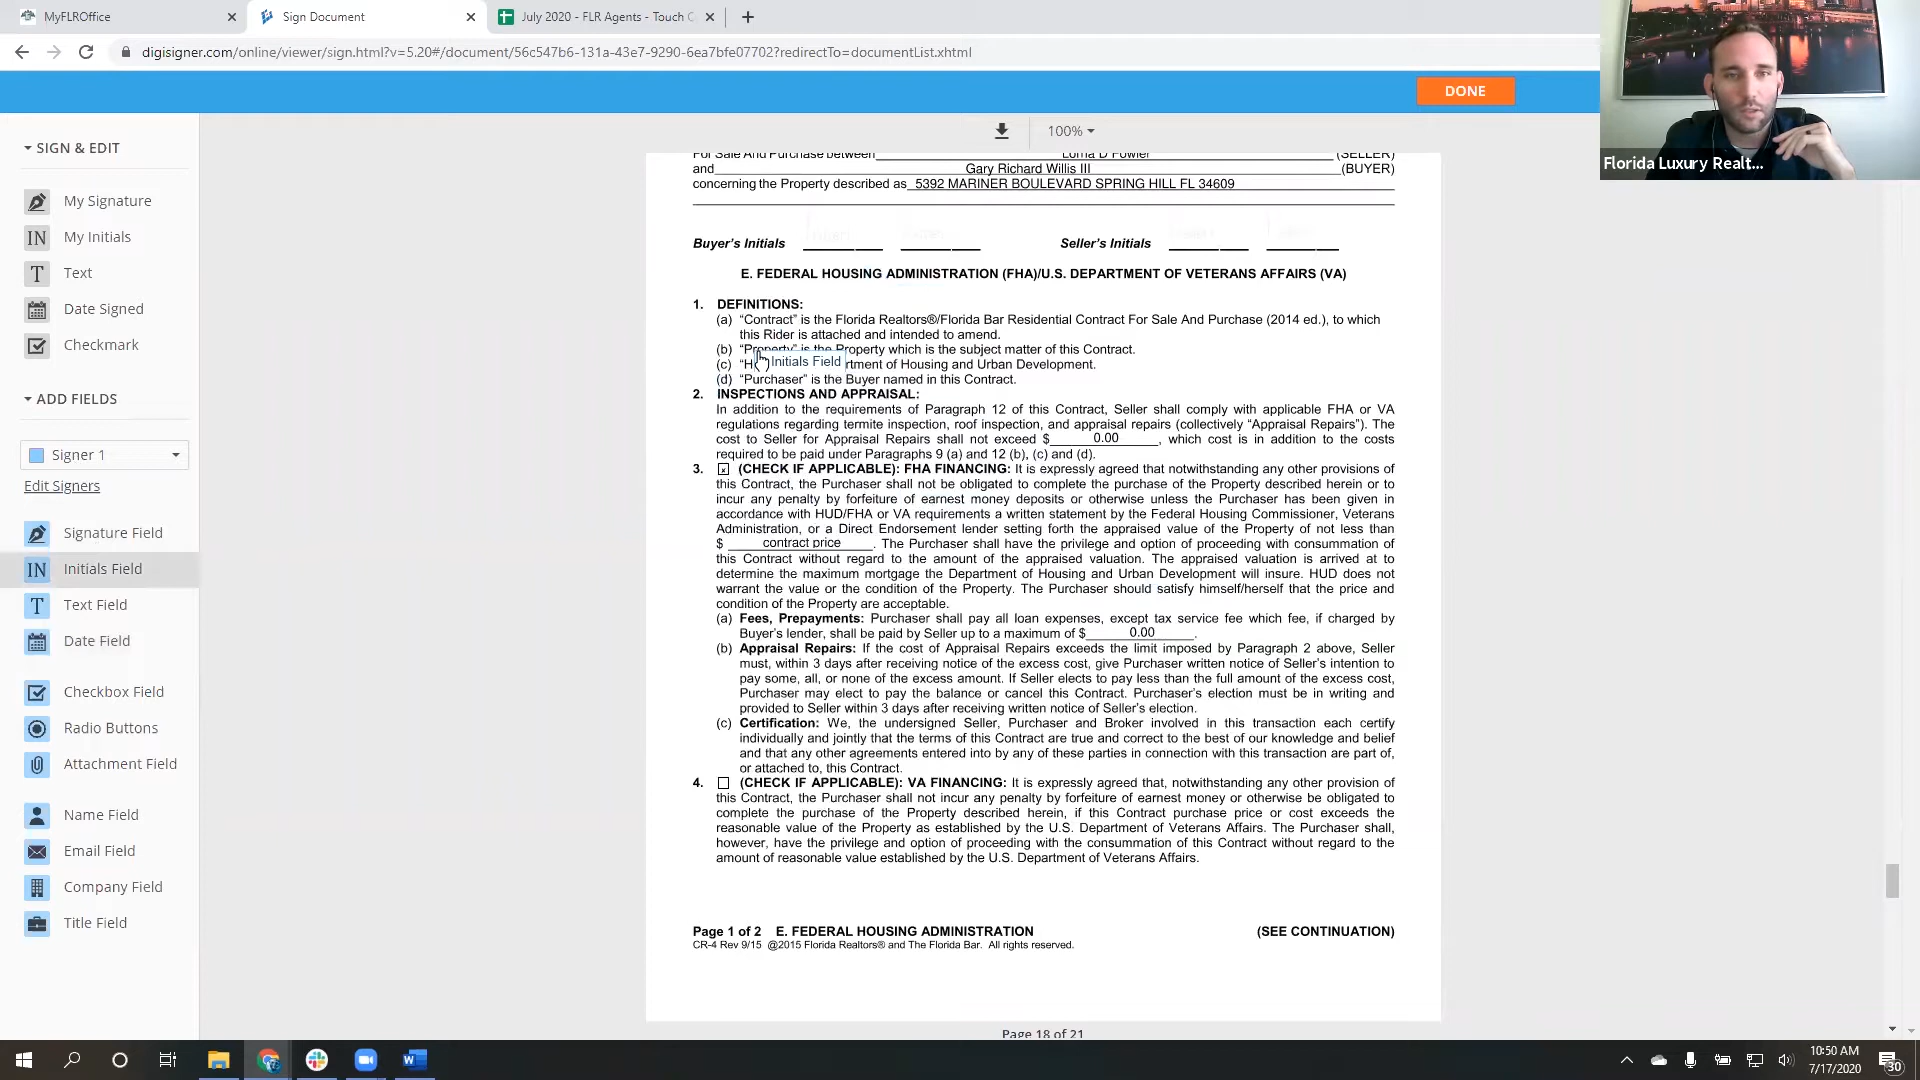 MyFLROffice
Sign Document
July 2020 - FLR Agents - Touch C
digisigner.com/online/viewer/sign.html?v=5.20#/document/56c547b6-131a-43e7-9290-6ea7bfe07702?redirectTo=documentList.xhtml
DONE
Florida Luxury Realt...
100%
SIGN & EDIT
My Signature
IN My Initials
T Text
Date Signed
Checkmark
ADD FIELDS
Signer 1
Edit Signers
Signature Field
IN Initials Field
T Text Field
Date Field
Checkbox Field
Radio Buttons
Attachment Field
Name Field
Email Field
Company Field
Title Field
For Sale And Purchase between Lorna D Fowler (SELLER)
and Gary Richard Willis III (BUYER)
concerning the Property described as 5392 MARINER BOULEVARD SPRING HILL FL 34609
Buyer's Initials Seller's Initials
E. FEDERAL HOUSING ADMINISTRATION (FHA)/U.S. DEPARTMENT OF VETERANS AFFAIRS (VA)
1. DEFINITIONS:
(a) “Contract” is the Florida Realtors®/Florida Bar Residential Contract For Sale And Purchase (2014 ed.), to which
this Rider is attached and intended to amend.
(b) “Property” is the Property which is the subject matter of this Contract.
(c) “H Initials Field rtment of Housing and Urban Development.
(d) “Purchaser” is the Buyer named in this Contract.
2. INSPECTIONS AND APPRAISAL:
In addition to the requirements of Paragraph 12 of this Contract, Seller shall comply with applicable FHA or VA
regulations regarding termite inspection, roof inspection, and appraisal repairs (collectively “Appraisal Repairs”). The
cost to Seller for Appraisal Repairs shall not exceed $ 0.00 , which cost is in addition to the costs
required to be paid under Paragraphs 9 (a) and 12 (b), (c) and (d).
3. x (CHECK IF APPLICABLE): FHA FINANCING: It is expressly agreed that notwithstanding any other provisions of
this Contract, the Purchaser shall not be obligated to complete the purchase of the Property described herein or to
incur any penalty by forfeiture of earnest money deposits or otherwise unless the Purchaser has been given in
accordance with HUD/FHA or VA requirements a written statement by the Federal Housing Commissioner, Veterans
Administration, or a Direct Endorsement lender setting forth the appraised value of the Property of not less than
$ contract price . The Purchaser shall have the privilege and option of proceeding with consummation of
this Contract without regard to the amount of the appraised valuation. The appraised valuation is arrived at to
determine the maximum mortgage the Department of Housing and Urban Development will insure. HUD does not
warrant the value or the condition of the Property. The Purchaser should satisfy himself/herself that the price and
condition of the Property are acceptable.
(a) Fees, Prepayments: Purchaser shall pay all loan expenses, except tax service fee which fee, if charged by
Buyer's lender, shall be paid by Seller up to a maximum of $ 0.00 .
(b) Appraisal Repairs: If the cost of Appraisal Repairs exceeds the limit imposed by Paragraph 2 above, Seller
must, within 3 days after receiving notice of the excess cost, give Purchaser written notice of Seller's intention to
pay some, all, or none of the excess amount. If Seller elects to pay less than the full amount of the excess cost,
Purchaser may elect to pay the balance or cancel this Contract. Purchaser's election must be in writing and
provided to Seller within 3 days after receiving written notice of Seller's election.
(c) Certification: We, the undersigned Seller, Purchaser and Broker involved in this transaction each certify
individually and jointly that the terms of this Contract are true and correct to the best of our knowledge and belief
and that any other agreements entered into by any of these parties in connection with this transaction are part of,
or attached to, this Contract.
4. (CHECK IF APPLICABLE): VA FINANCING: It is expressly agreed that, notwithstanding any other provision of
this Contract, the Purchaser shall not incur any penalty by forfeiture of earnest money or otherwise be obligated to
complete the purchase of the Property described herein, if this Contract purchase price or cost exceeds the
reasonable value of the Property as established by the U.S. Department of Veterans Affairs. The Purchaser shall,
however, have the privilege and option of proceeding with the consummation of this Contract without regard to the
amount of reasonable value established by the U.S. Department of Veterans Affairs.
Page 1 of 2 E. FEDERAL HOUSING ADMINISTRATION (SEE CONTINUATION)
CR-4 Rev 9/15 @2015 Florida Realtors® and The Florida Bar. All rights reserved.
Page 18 of 21
10:50 AM
7/17/2020
30